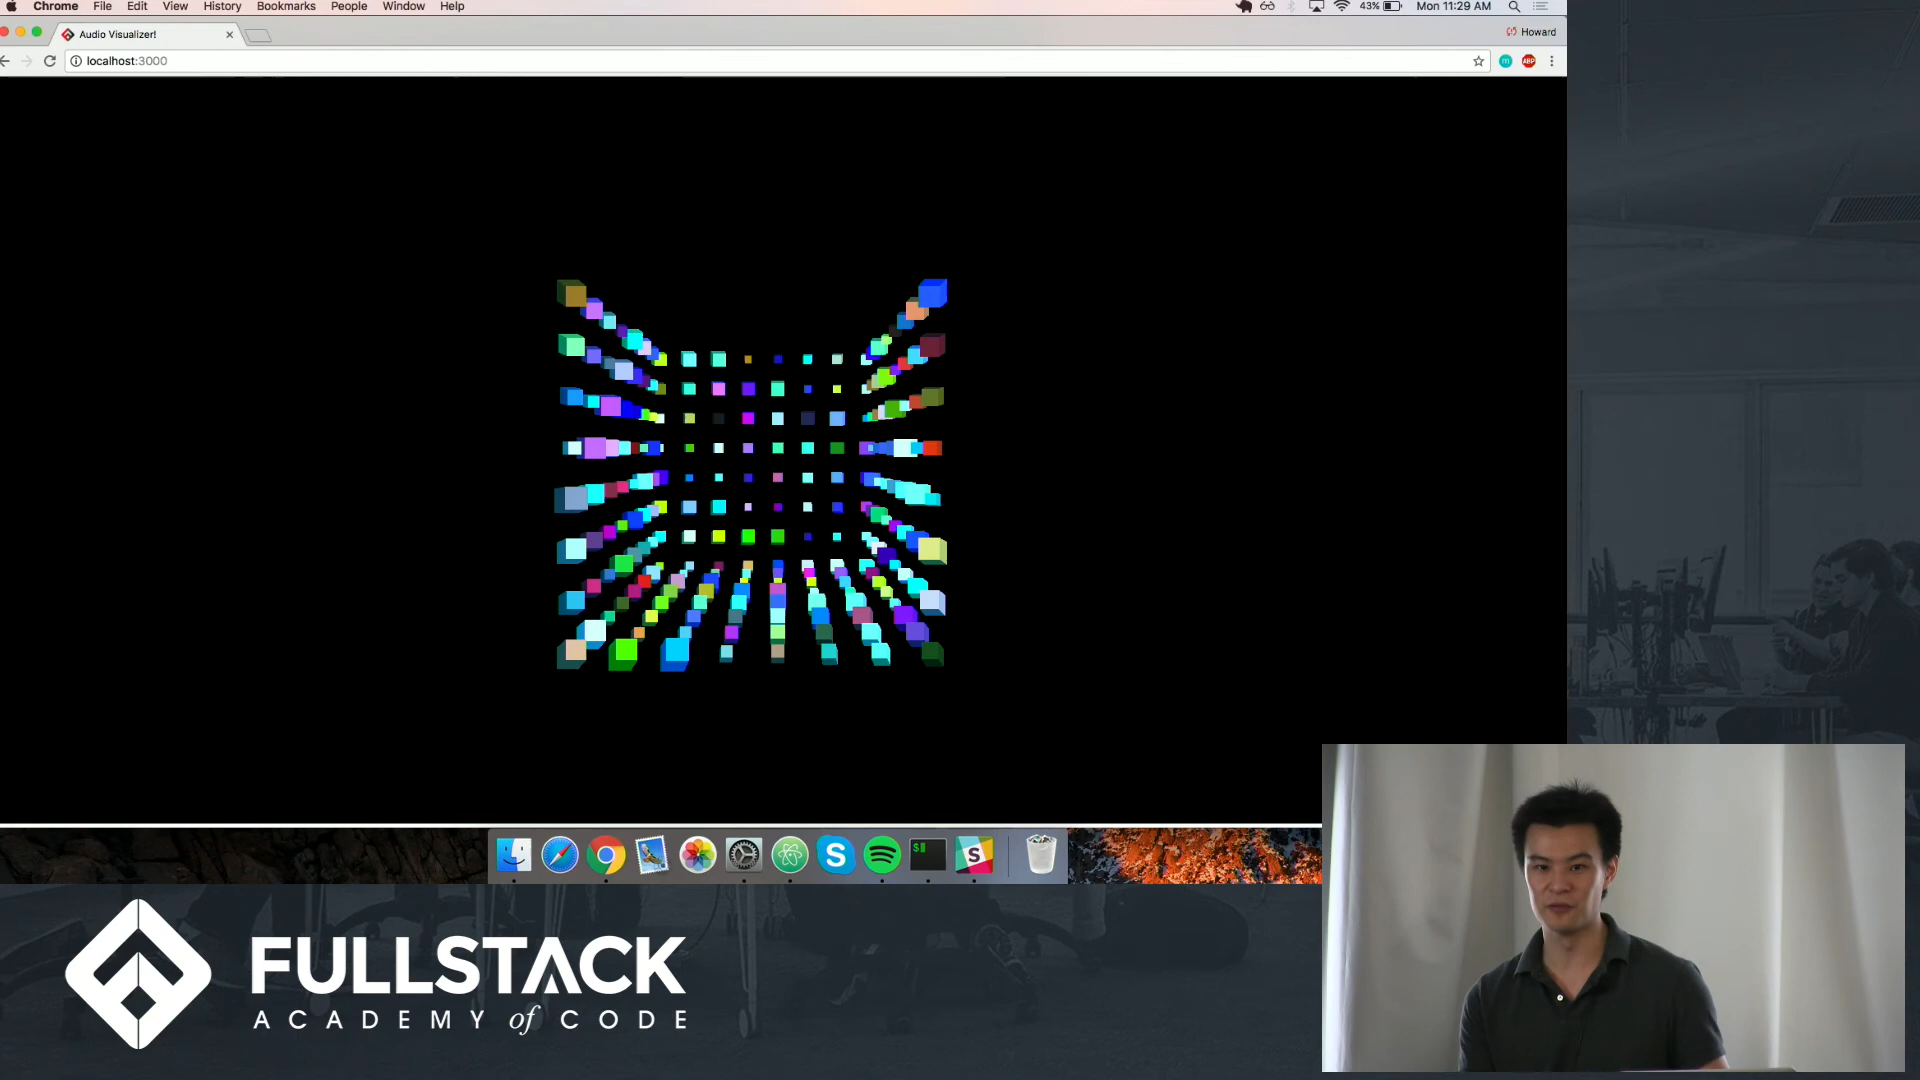 Chrome File Edit View History Bookmarks People Window Help 43% Mon 11:29 AM
Audio Visualizer! Howard
localhost:3000 m ABP
S $ S
FULLSTACK
ACADEMY of CODE